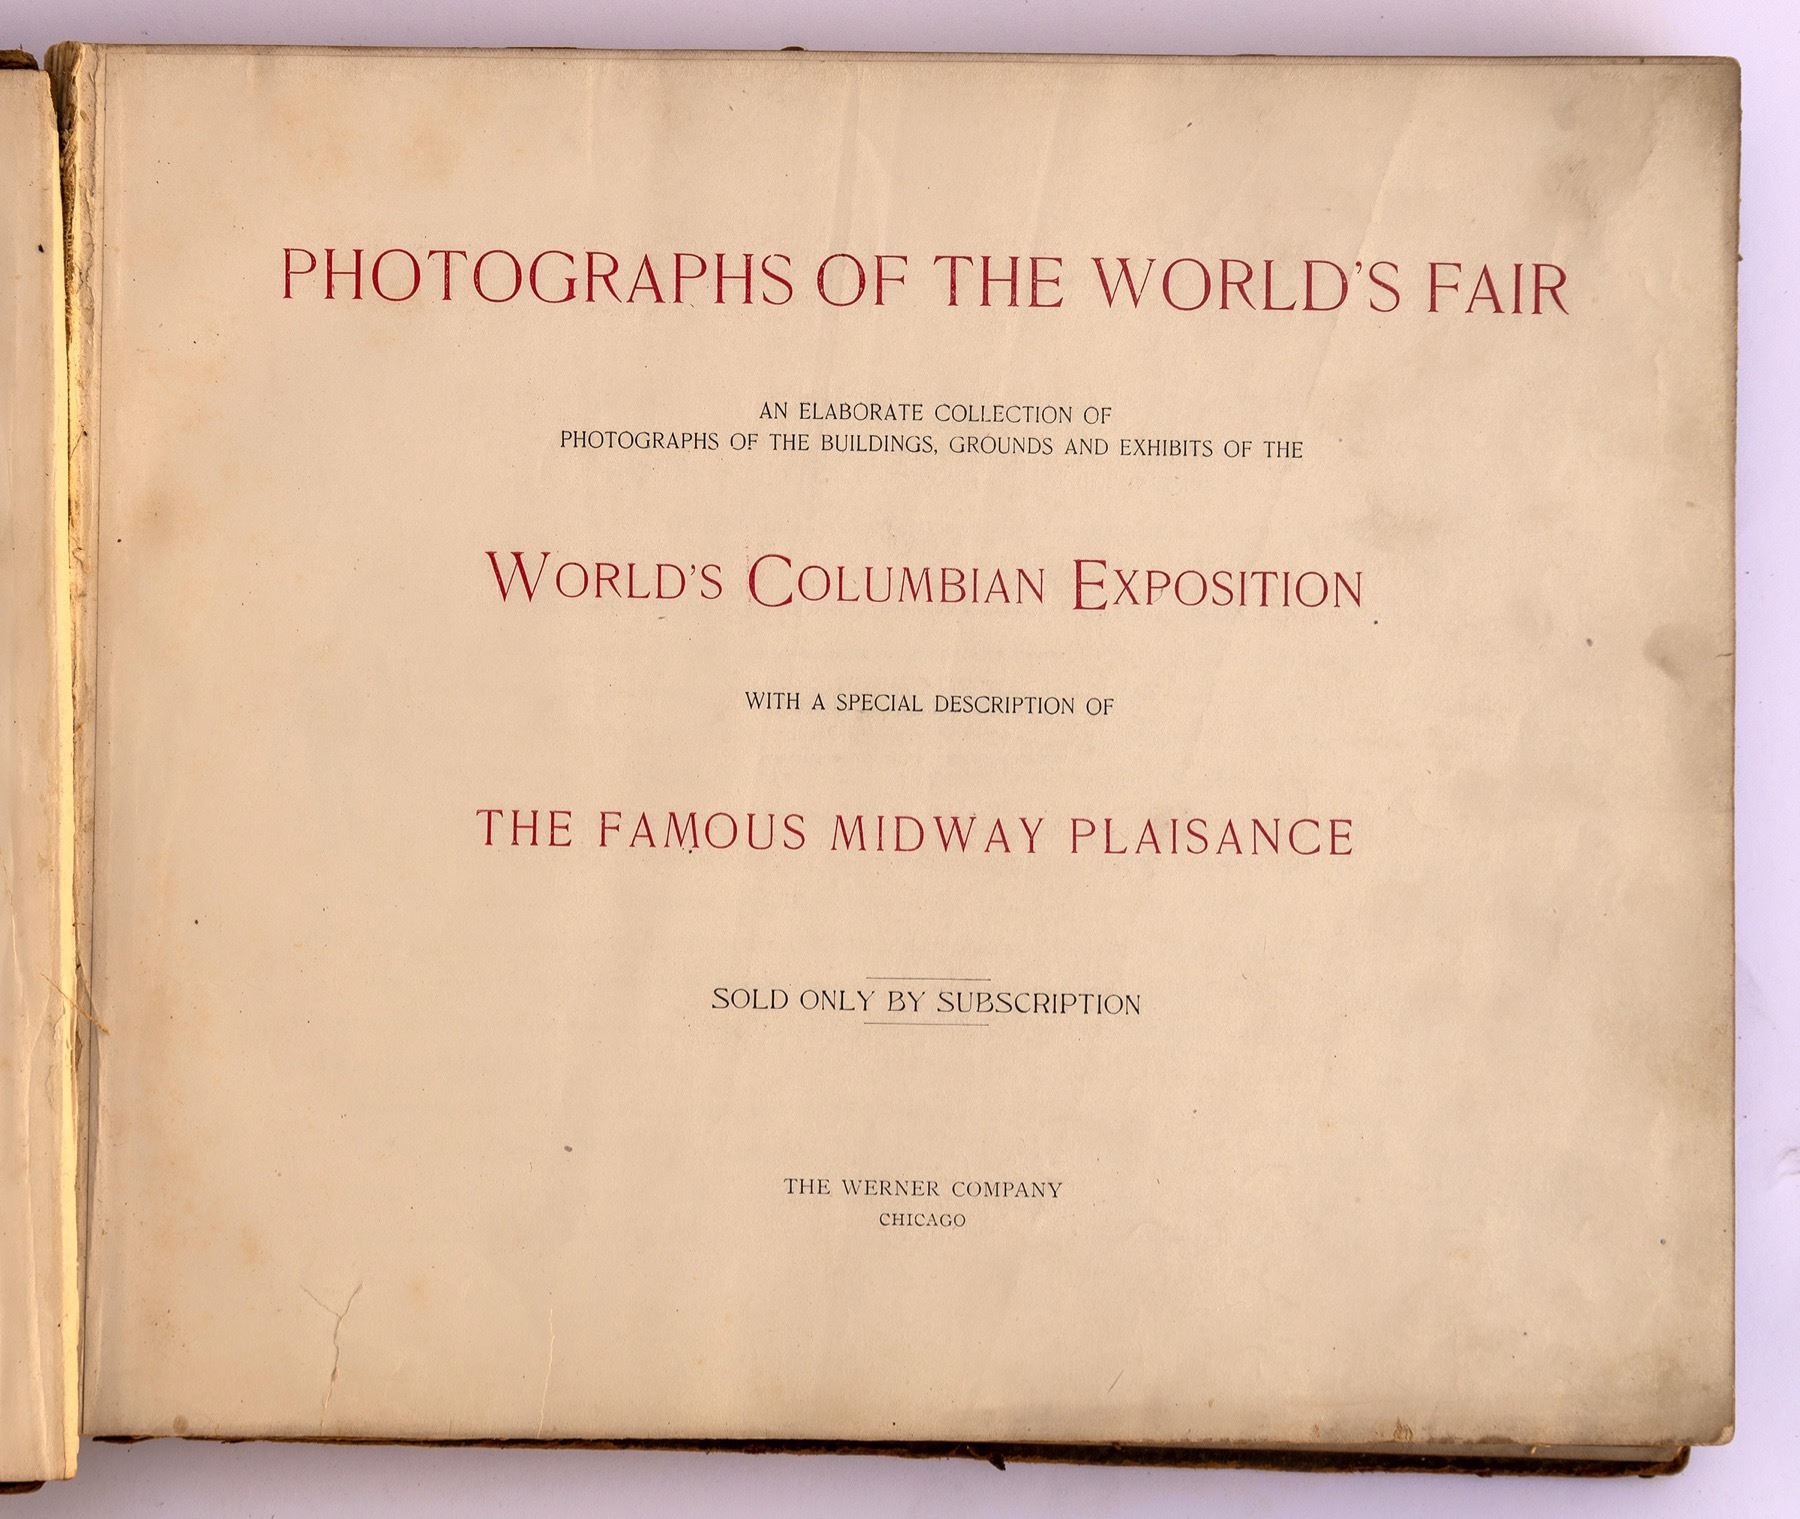 PHOTOGRAPHS OF THE WORLD'S FAIR
AN ELABORATE COLLECTION OF
PHOTOGRAPHS OF THE BUILDINGS, GROUNDS AND EXHIBITS OF THE
WORLD'S COLUMBIAN EXPOSITION
WITH A SPECIAL DESCRIPTION OF
THE FAMOUS MIDWAY PLAISANCE
SOLD ONLY BY SUBSCRIPTION
THE WERNER COMPANY
CHICAGO